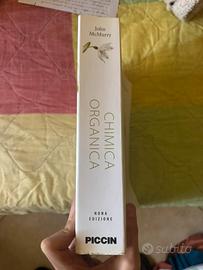 John
McMurry
CHIMICA
ORGANICA
NONA
EDIZIONE
PICCIN
subito